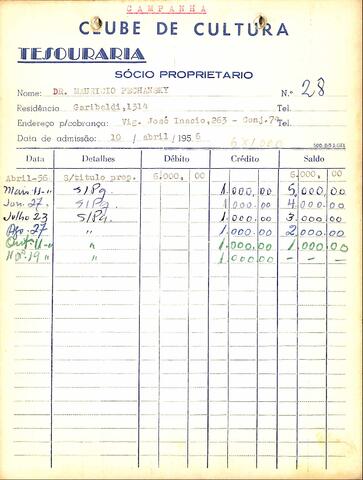 CAMPANHA
CLUBE DE CULTURA
TESOURARIA
SÓCIO PROPRIETARIO
Nome: DR. MAURICIO PECHANSKY N.º 28
Residência Garibaldi,1314 Tel.
Endereço p/cobrança: Vig. José Inacio,263 - Conj.7º Tel.
Data de admissão: 10 / abril /1956 6X1000
Data Detalhes Débito Crédito Saldo
Abril-56 S/titulo prop. 6.000, 00 6.000, 00
Maio 11 S/Pg. 1.000,00 5.000,00
Jun. 27. S/Pg. 1.000,00 4.000,00
Julho 23 S/Pg. 1.000,00 3.000,00
Ago. 27 " 1.000,00 2.000,00
Out. 11 " 1.000,00 1.000,00
19 " 1.000,00 - - -